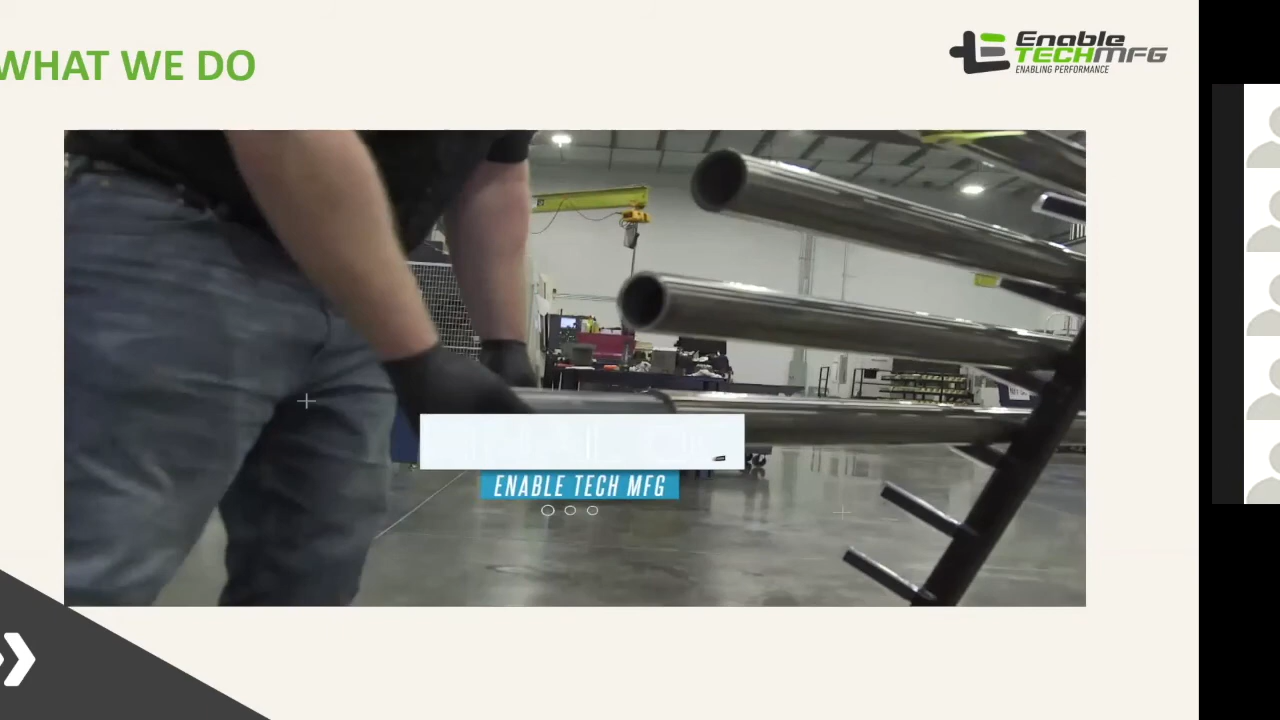 WHAT WE DO
Enable
TECHMFG
ENABLING PERFORMANCE
ENABLE TECH MFG